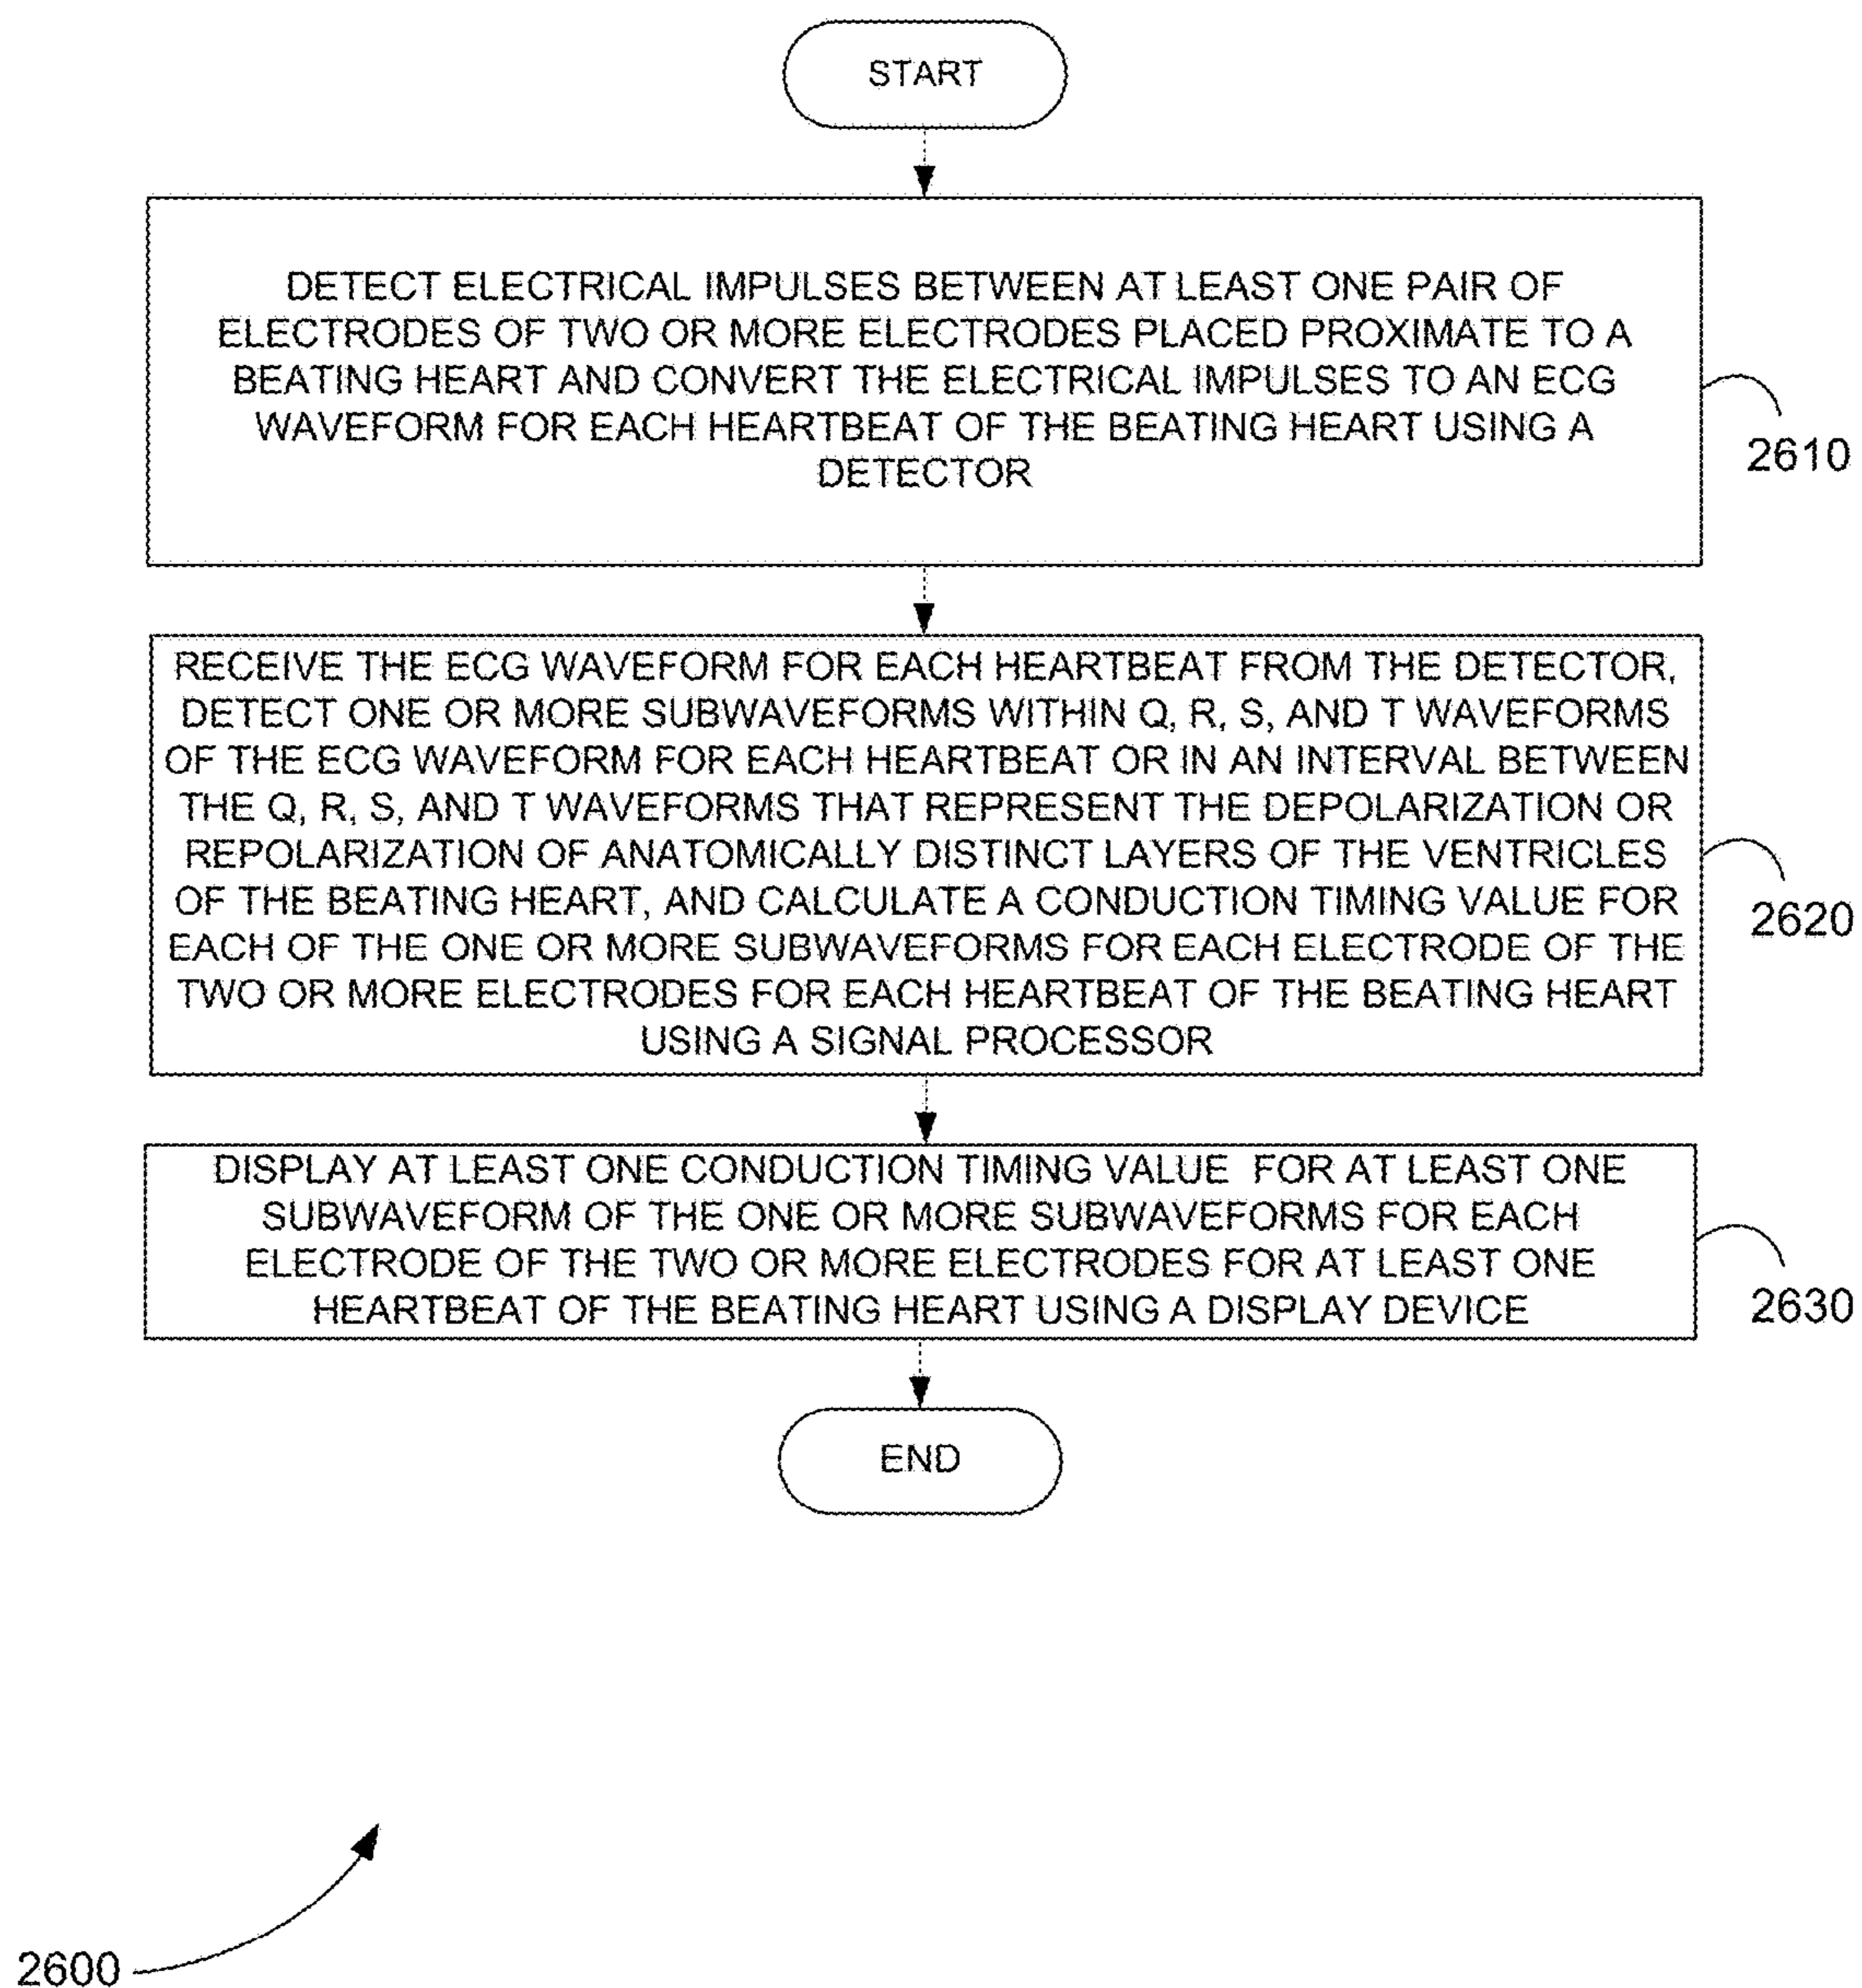 START
DETECT ELECTRICAL IMPULSES BETWEEN AT LEAST ONE PAIR OF
ELECTRODES OF TWO OR MORE ELECTRODES PLACED PROXIMATE TO A
BEATING HEART AND CONVERT THE ELECTRICAL IMPULSES TO AN ECG
WAVEFORM FOR EACH HEARTBEAT OF THE BEATING HEART USING A
DETECTOR
2610
RECEIVE THE ECG WAVEFORM FOR EACH HEARTBEAT FROM THE DETECTOR,
DETECT ONE OR MORE SUBWAVEFORMS WITHIN Q, R, S, AND T WAVEFORMS
OF THE ECG WAVEFORM FOR EACH HEARTBEAT OR IN AN INTERVAL BETWEEN
THE Q, R, S, AND T WAVEFORMS THAT REPRESENT THE DEPOLARIZATION OR
REPOLARIZATION OF ANATOMICALLY DISTINCT LAYERS OF THE VENTRICLES
OF THE BEATING HEART, AND CALCULATE A CONDUCTION TIMING VALUE FOR
EACH OF THE ONE OR MORE SUBWAVEFORMS FOR EACH ELECTRODE OF THE
TWO OR MORE ELECTRODES FOR EACH HEARTBEAT OF THE BEATING HEART
USING A SIGNAL PROCESSOR
2620
DISPLAY AT LEAST ONE CONDUCTION TIMING VALUE FOR AT LEAST ONE
SUBWAVEFORM OF THE ONE OR MORE SUBWAVEFORMS FOR EACH
ELECTRODE OF THE TWO OR MORE ELECTRODES FOR AT LEAST ONE
HEARTBEAT OF THE BEATING HEART USING A DISPLAY DEVICE
2630
END
2600